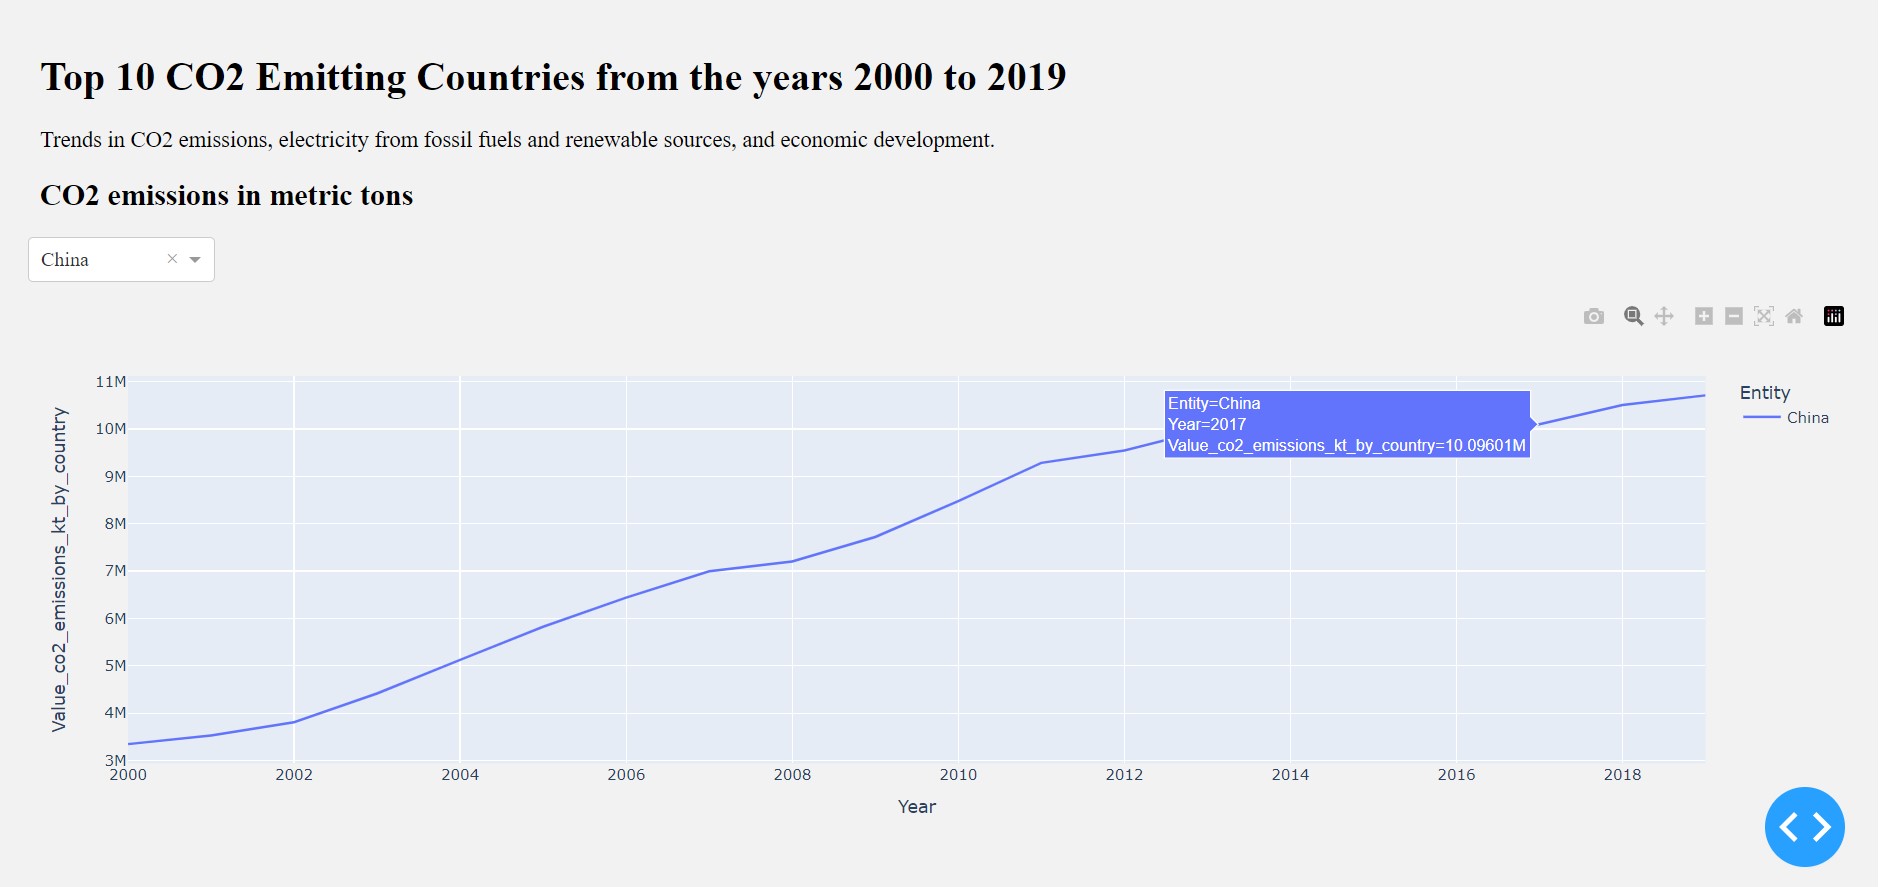 Top 10 CO2 Emitting Countries from the years 2000 to 2019
Trends in CO2 emissions, electricity from fossil fuels and renewable sources, and economic development.
CO2 emissions in metric tons
China
11M
10M
9M
8M
7M
6M
5M
4M
3M
Value_co2_emissions_kt_by_country
Entity=China
Year=2017
Value_co2_emissions_kt_by_country=10.09601M
Entity
China
2000 2002 2004 2006 2008 2010 2012 2014 2016 2018
Year